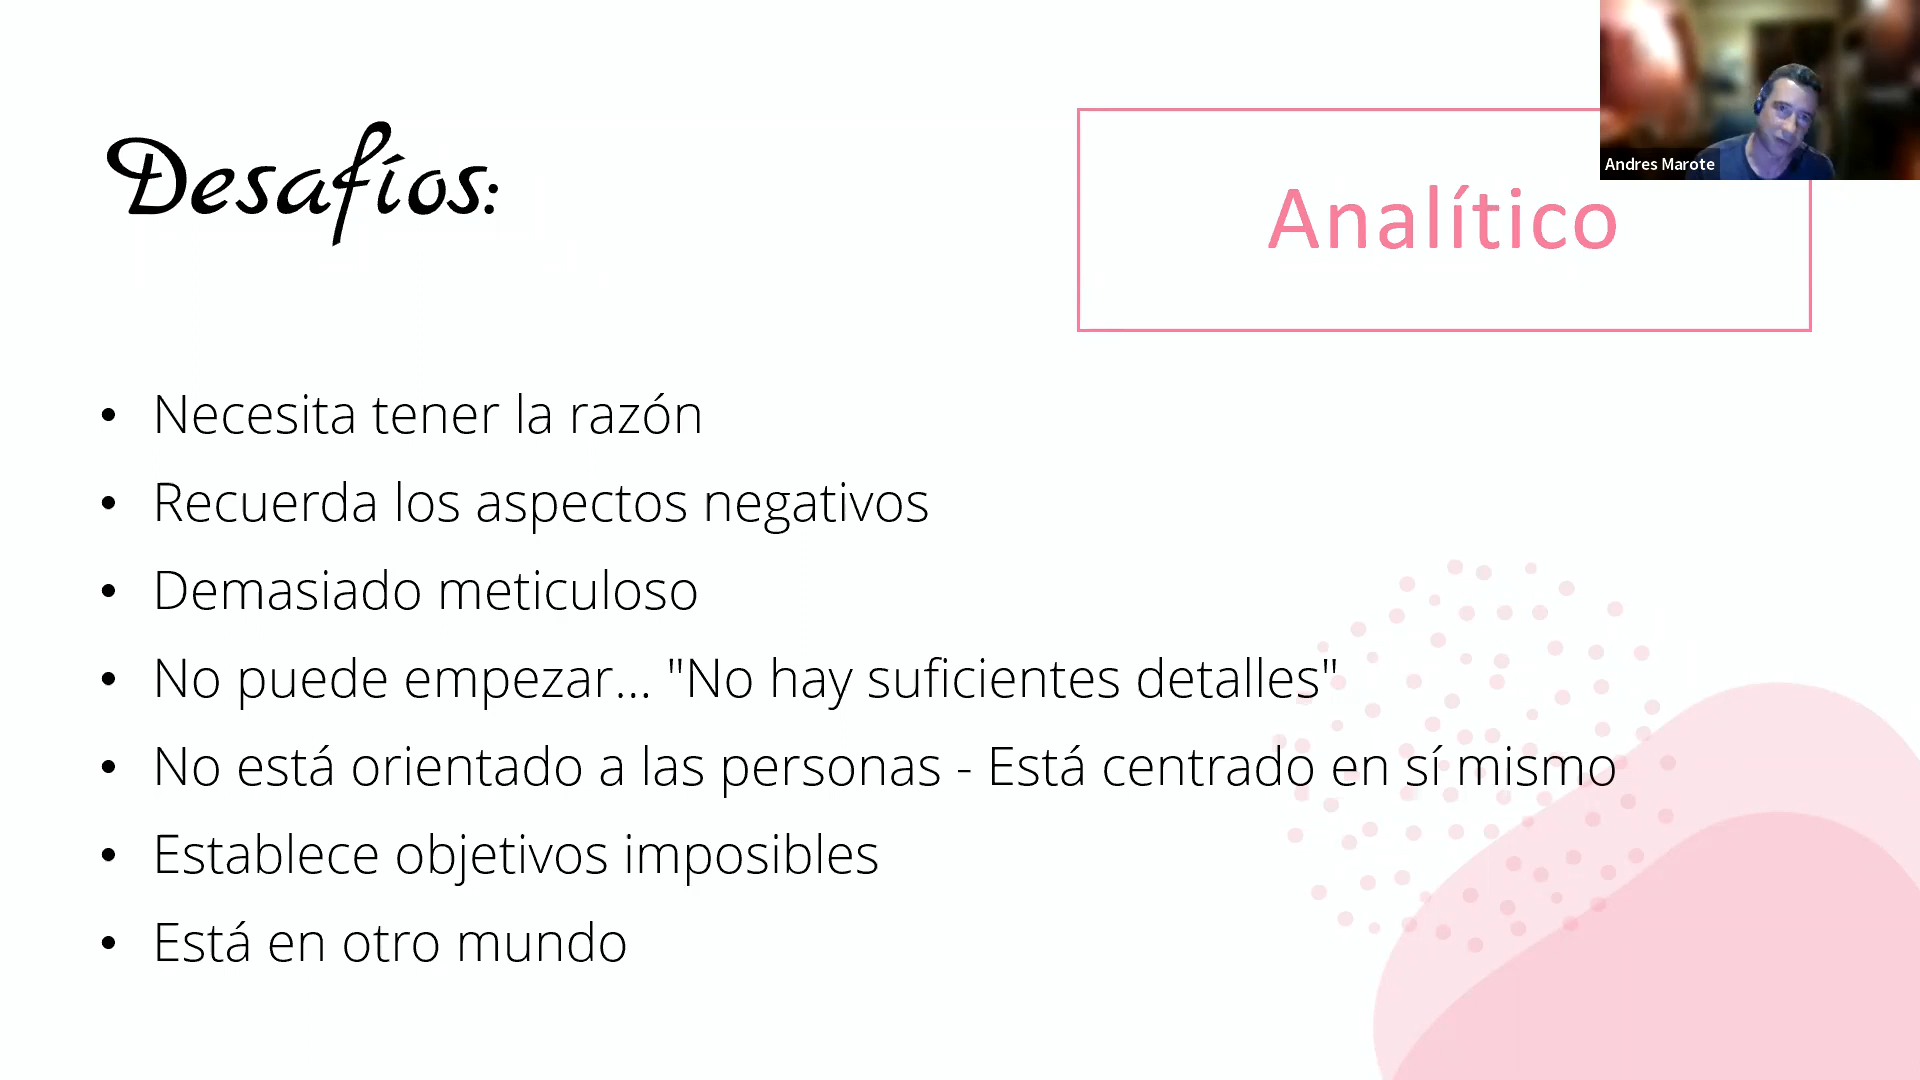 Desafíos:
Analítico
Andres Marote
• Necesita tener la razón
• Recuerda los aspectos negativos
• Demasiado meticuloso
• No puede empezar... "No hay suficientes detalles"
• No está orientado a las personas - Está centrado en sí mismo
• Establece objetivos imposibles
• Está en otro mundo